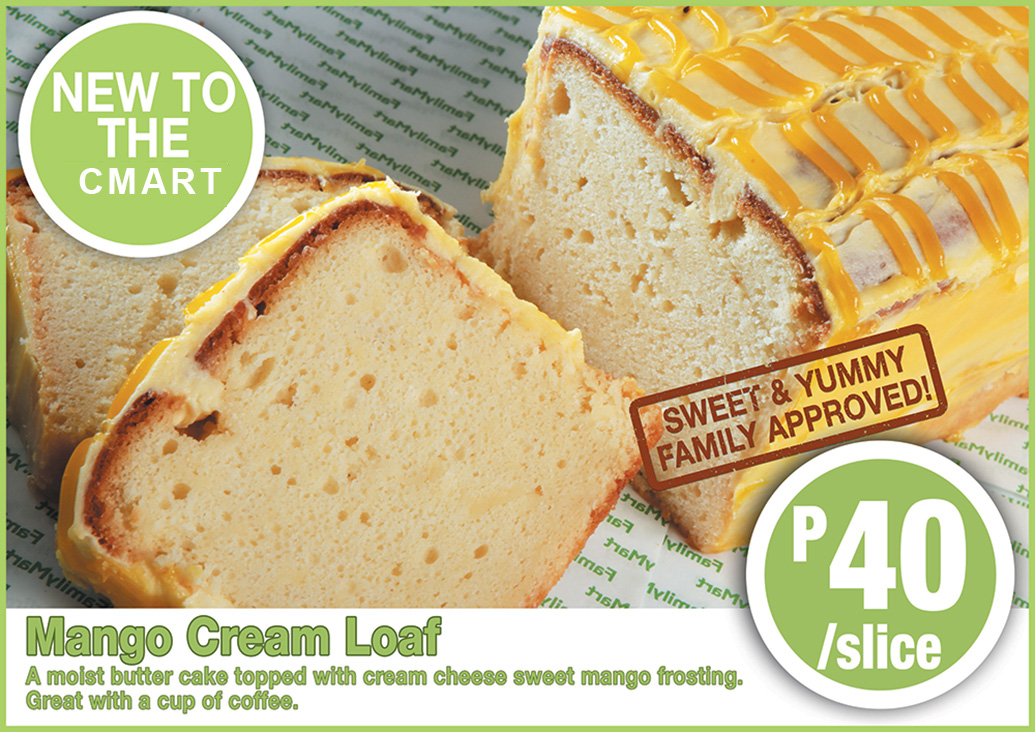 NEW TO
THE
CMART
SWEET & YUMMY
FAMILY APPROVED!
P40
/slice
Mango Cream Loaf
A moist butter cake topped with cream cheese sweet mango frosting.
Great with a cup of coffee.
FamilyMart